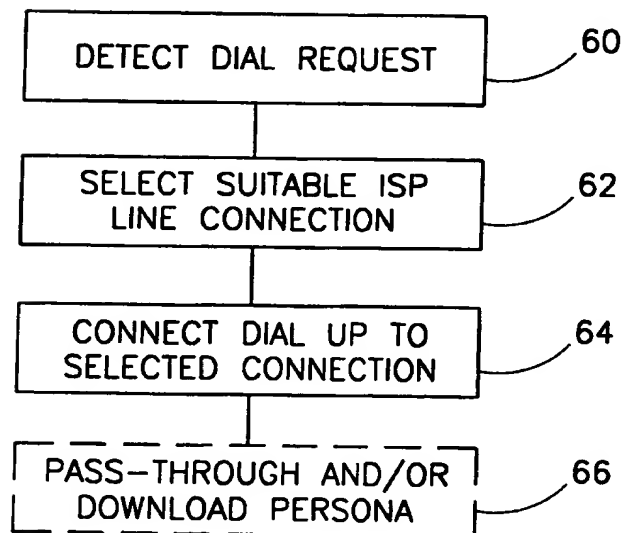 DETECT DIAL REQUEST
60
SELECT SUITABLE ISP
LINE CONNECTION
62
CONNECT DIAL UP TO
SELECTED CONNECTION
64
PASS-THROUGH AND/OR
DOWNLOAD PERSONA
66